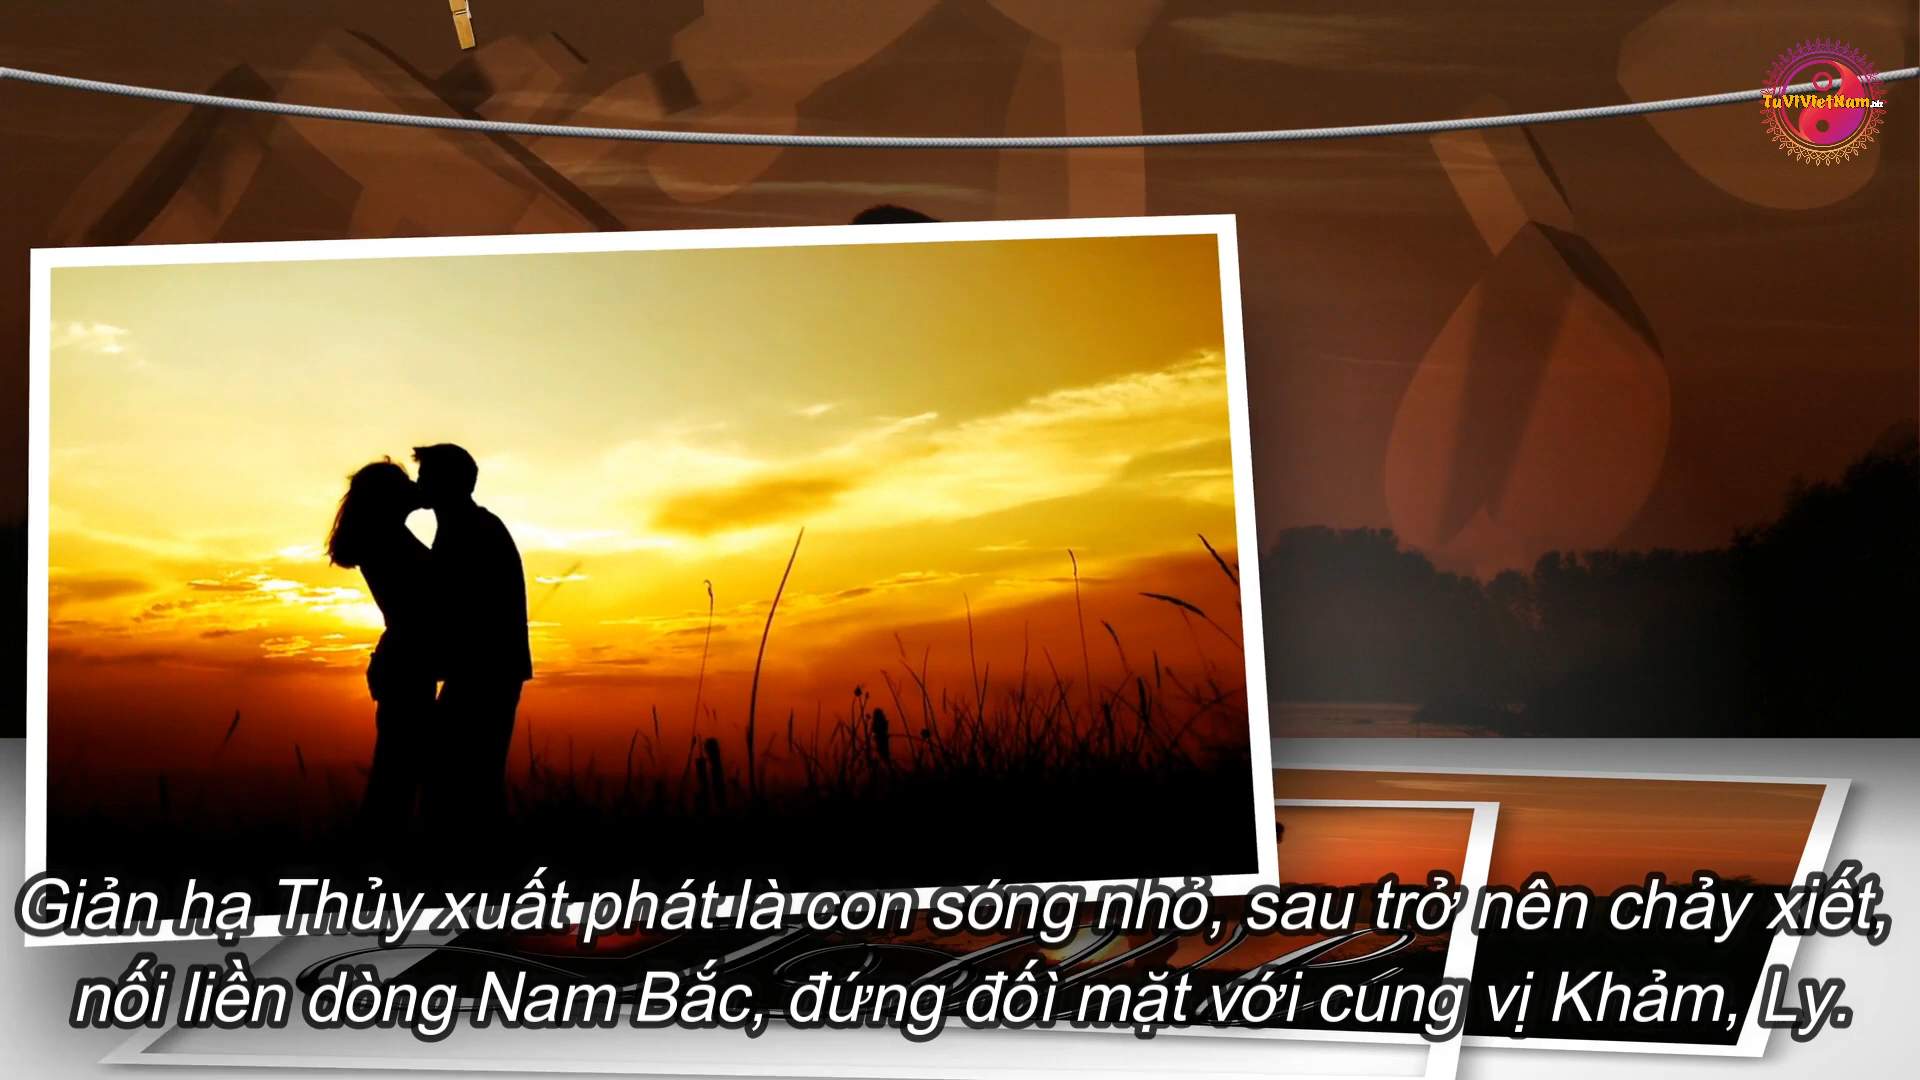 TuViVietNam.biz
Giản hạ Thủy xuất phát là con sóng nhỏ, sau trở nên chảy xiết,
nối liền dòng Nam Bắc, đứng đối mặt với cung vị Khảm, Ly.